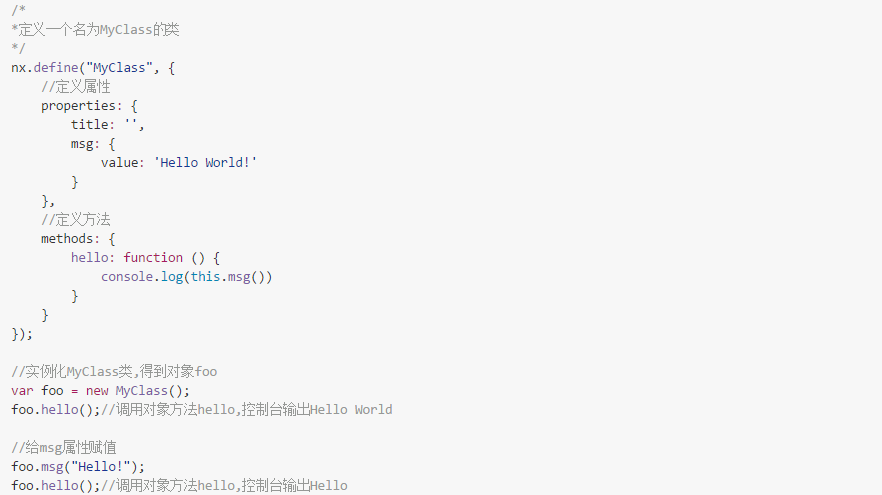 /*
*定义一个名为MyClass的类
*/
nx.define("MyClass", {
    //定义属性
    properties: {
        title: '',
        msg: {
            value: 'Hello World!'
        }
    },
    //定义方法
    methods: {
        hello: function () {
            console.log(this.msg())
        }
    }
});

//实例化MyClass类,得到对象foo
var foo = new MyClass();
foo.hello();//调用对象方法hello,控制台输出Hello World

//给msg属性赋值
foo.msg("Hello!");
foo.hello();//调用对象方法hello,控制台输出Hello